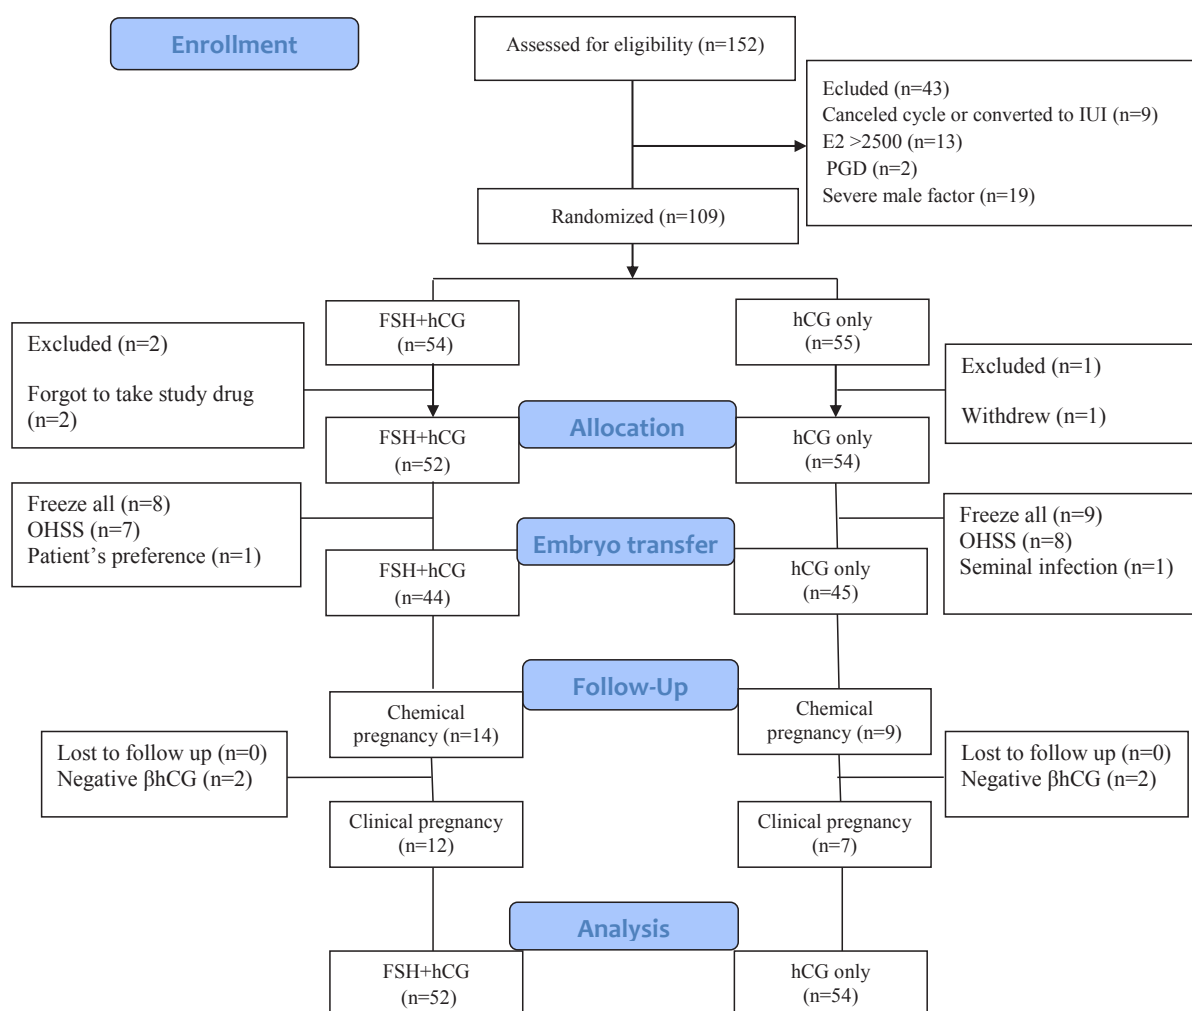 Enrollment
Assessed for eligibility (n=152)
Ecluded (n=43)
Canceled cycle or converted to IUI (n=9)
E2 >2500 (n=13)
PGD (n=2)
Severe male factor (n=19)
Randomized (n=109)
FSH+hCG
(n=54)
hCG only
(n=55)
Excluded (n=2)
Forgot to take study drug
(n=2)
Excluded (n=1)
Withdrew (n=1)
Allocation
FSH+hCG
(n=52)
hCG only
(n=54)
Freeze all (n=8)
OHSS (n=7)
Patient’s preference (n=1)
Freeze all (n=9)
OHSS (n=8)
Seminal infection (n=1)
Embryo transfer
FSH+hCG
(n=44)
hCG only
(n=45)
Follow-Up
Chemical
pregnancy (n=14)
Chemical
pregnancy (n=9)
Lost to follow up (n=0)
Negative βhCG (n=2)
Lost to follow up (n=0)
Negative βhCG (n=2)
Clinical pregnancy
(n=12)
Clinical pregnancy
(n=7)
Analysis
FSH+hCG
(n=52)
hCG only
(n=54)